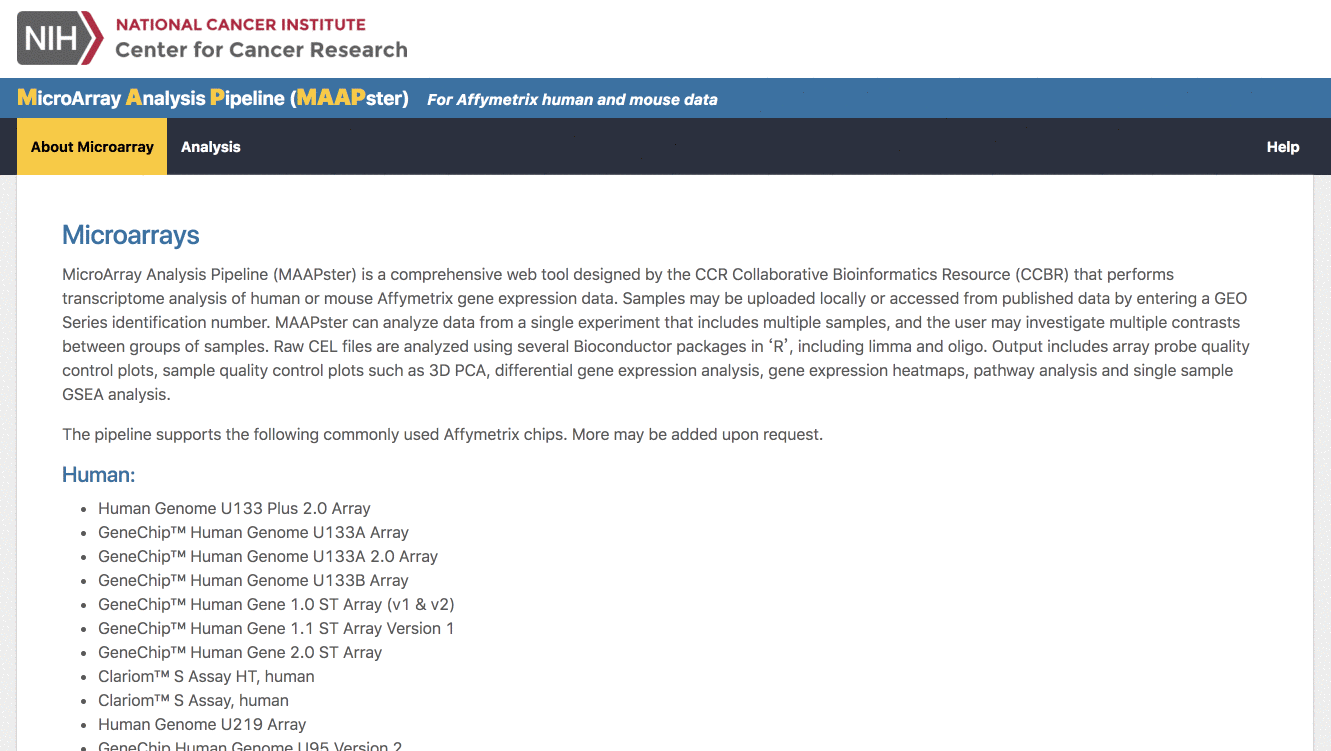 NIH
NATIONAL CANCER INSTITUTE
Center for Cancer Research
MicroArray Analysis Pipeline (MAAPster) For Affymetrix human and mouse data
About Microarray Analysis Help
Microarrays
MicroArray Analysis Pipeline (MAAPster) is a comprehensive web tool designed by the CCR Collaborative Bioinformatics Resource (CCBR) that performs
transcriptome analysis of human or mouse Affymetrix gene expression data. Samples may be uploaded locally or accessed from published data by entering a GEO
Series identification number. MAAPster can analyze data from a single experiment that includes multiple samples, and the user may investigate multiple contrasts
between groups of samples. Raw CEL files are analyzed using several Bioconductor packages in ‘R’, including limma and oligo. Output includes array probe quality
control plots, sample quality control plots such as 3D PCA, differential gene expression analysis, gene expression heatmaps, pathway analysis and single sample
GSEA analysis.
The pipeline supports the following commonly used Affymetrix chips. More may be added upon request.
Human:
• Human Genome U133 Plus 2.0 Array
• GeneChip™ Human Genome U133A Array
• GeneChip™ Human Genome U133A 2.0 Array
• GeneChip™ Human Genome U133B Array
• GeneChip™ Human Gene 1.0 ST Array (v1 & v2)
• GeneChip™ Human Gene 1.1 ST Array Version 1
• GeneChip™ Human Gene 2.0 ST Array
• Clariom™ S Assay HT, human
• Clariom™ S Assay, human
• Human Genome U219 Array
• GeneChip Human Genome U95 Version 2